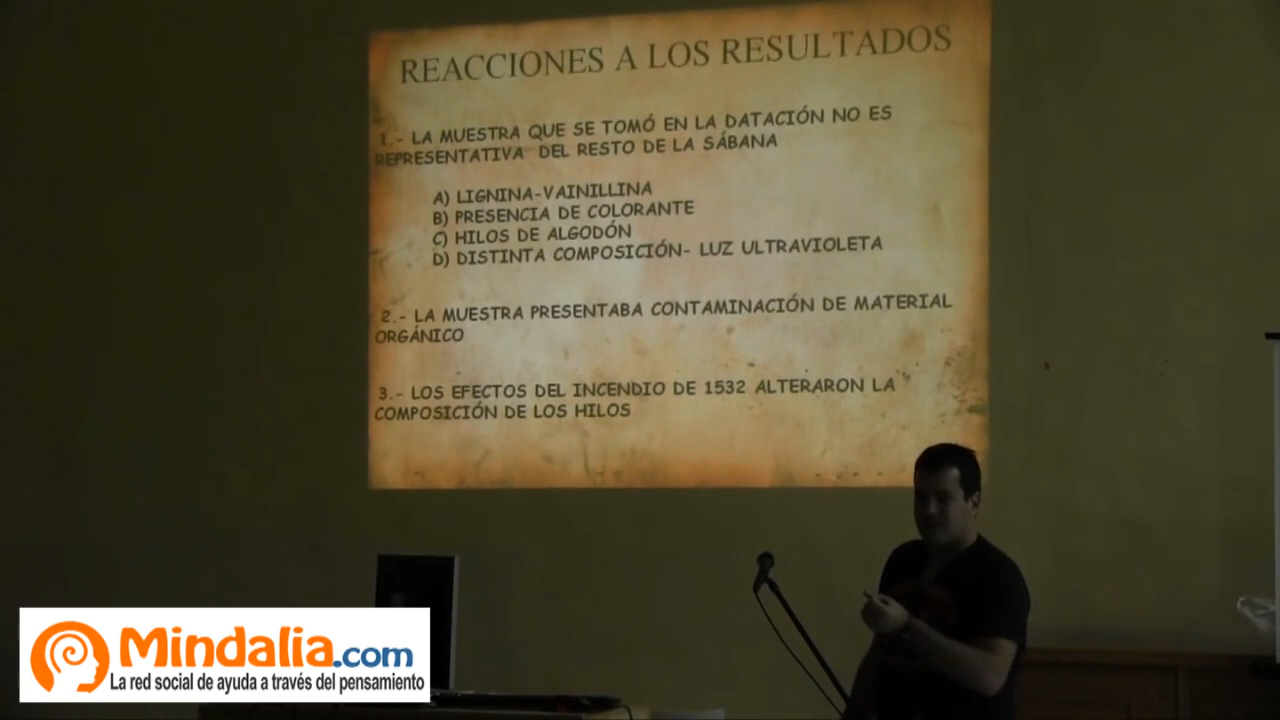 REACCIONES A LOS RESULTADOS
1.- LA MUESTRA QUE SE TOMÓ EN LA DATACIÓN NO ES
REPRESENTATIVA DEL RESTO DE LA SÁBANA
A) LIGNINA-VAINILLINA
B) PRESENCIA DE COLORANTE
C) HILOS DE ALGODÓN
D) DISTINTA COMPOSICIÓN- LUZ ULTRAVIOLETA
2.- LA MUESTRA PRESENTABA CONTAMINACIÓN DE MATERIAL
ORGÁNICO
3.- LOS EFECTOS DEL INCENDIO DE 1532 ALTERARON LA
COMPOSICIÓN DE LOS HILOS
Mindalia.com
La red social de ayuda a través del pensamiento